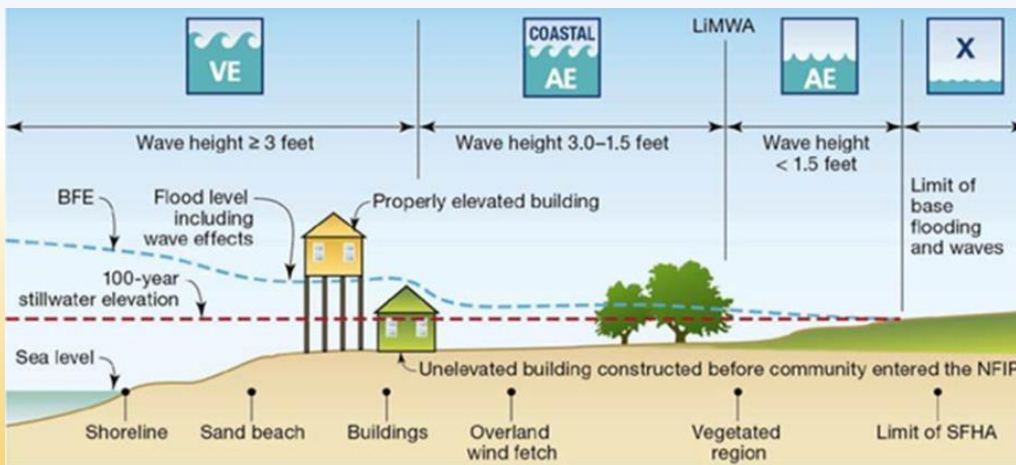 VE
COASTAL
AE
LiMWA
AE
X
Wave height ≥ 3 feet
Wave height 3.0–1.5 feet
Wave height
< 1.5 feet
BFE
Flood level
including
wave effects
Properly elevated building
Limit of
base
flooding
and waves
100-year
stillwater elevation
Sea level
Unelevated building constructed before community entered the NFIP
Shoreline
Sand beach
Buildings
Overland
wind fetch
Vegetated
region
Limit of SFHA